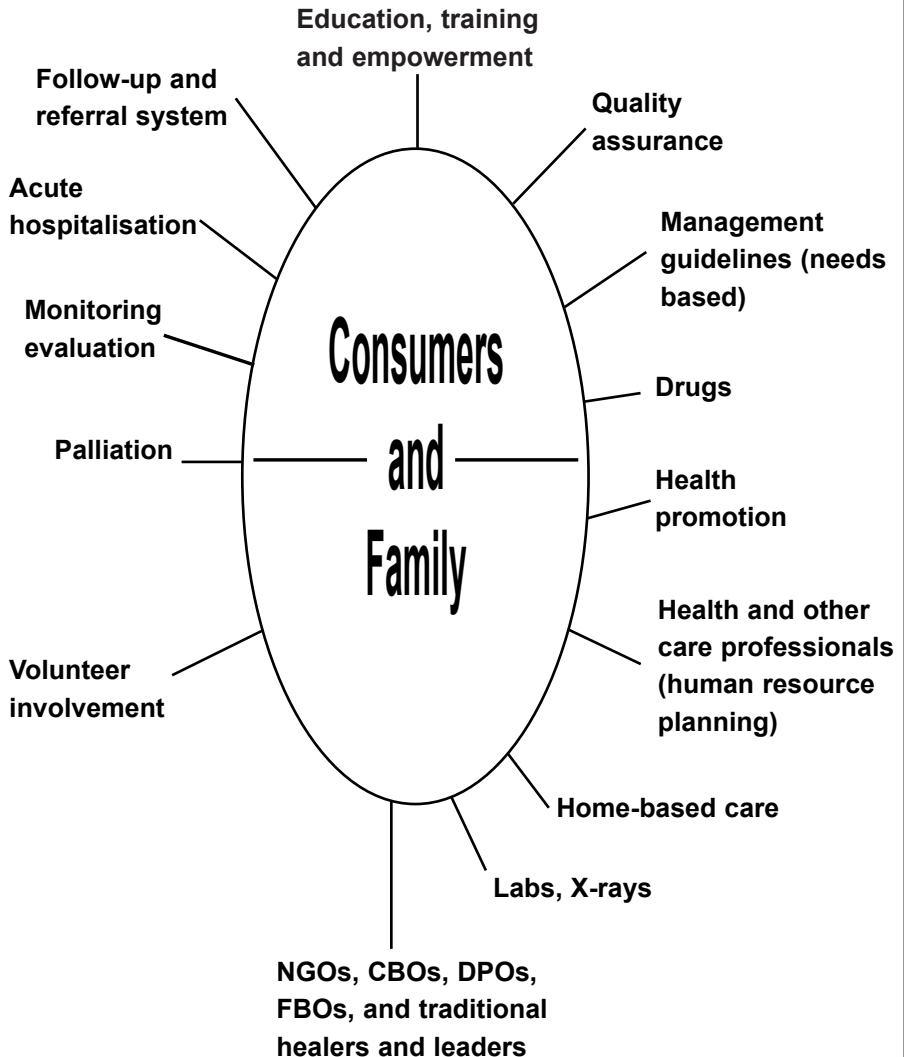 Education, training
and empowerment
Follow-up and
referral system
Quality
assurance
Acute
hospitalisation
Management
guidelines (needs
based)
Monitoring
evaluation
Consumers
and
Family
Drugs
Palliation
Health
promotion
Health and other
care professionals
(human resource
planning)
Volunteer
involvement
Home-based care
Labs, X-rays
NGOs, CBOs, DPOs,
FBOs, and traditional
healers and leaders